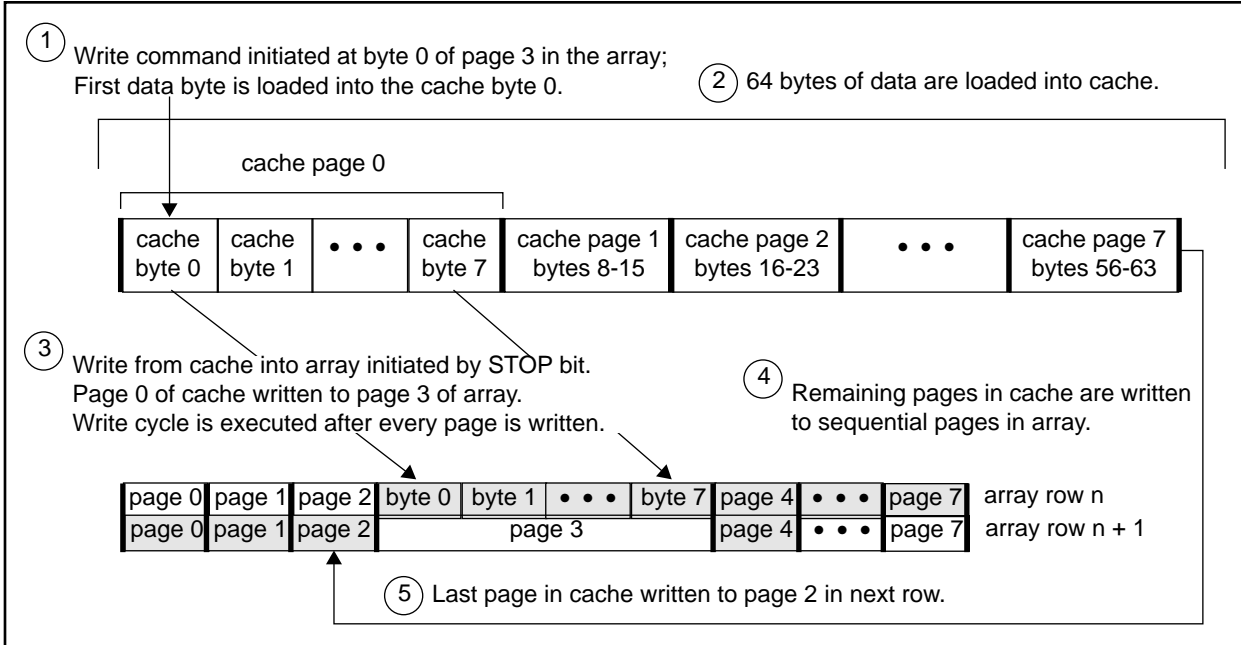 1 Write command initiated at byte 0 of page 3 in the array;
First data byte is loaded into the cache byte 0.
2 64 bytes of data are loaded into cache.
cache page 0
cache byte 0
cache byte 1
• • •
cache byte 7
cache page 1 bytes 8-15
cache page 2 bytes 16-23
• • •
cache page 7 bytes 56-63
3 Write from cache into array initiated by STOP bit.
Page 0 of cache written to page 3 of array.
Write cycle is executed after every page is written.
4 Remaining pages in cache are written
to sequential pages in array.
page 0 page 1 page 2 byte 0 byte 1 • • • byte 7 page 4 • • • page 7 array row n
page 0 page 1 page 2 page 3 page 4 • • • page 7 array row n + 1
5 Last page in cache written to page 2 in next row.